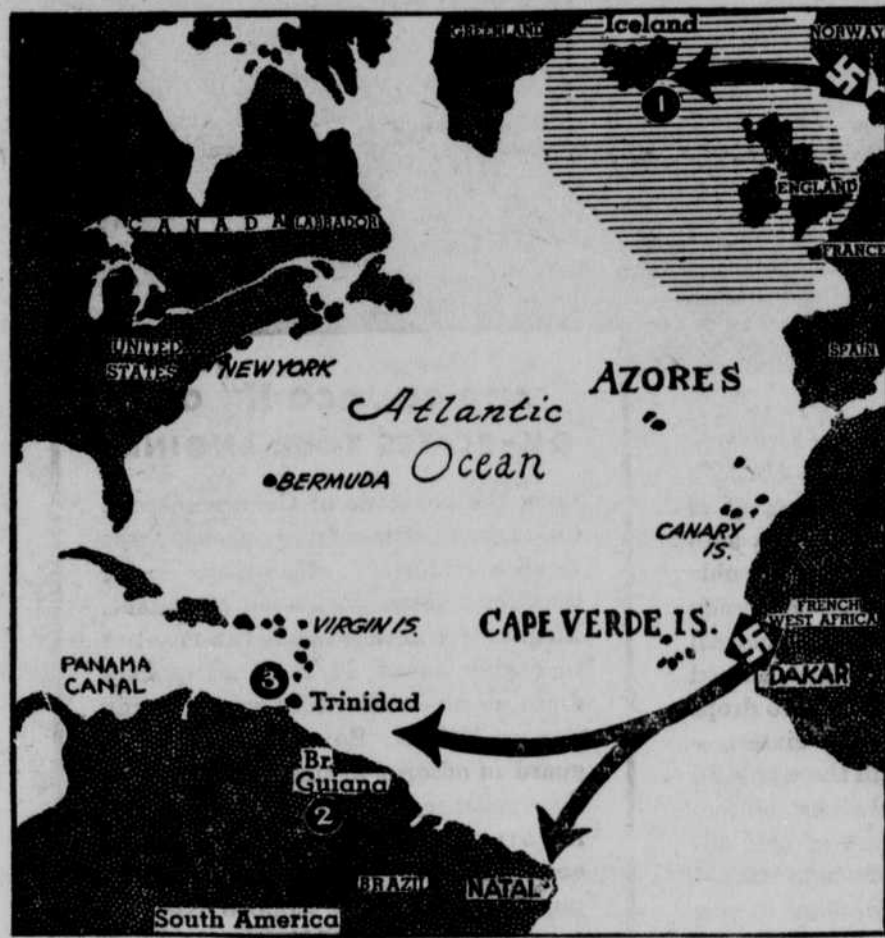 GREENLAND
Iceland
NORWAY
1
ENGLAND
CANADA
LABRADOR
FRANCE
UNITED
STATES
NEW YORK
SPAIN
AZORES
Atlantic
Ocean
BERMUDA
CANARY
IS.
VIRGIN IS.
CAPE VERDE IS.
FRENCH
WEST AFRICA
PANAMA
CANAL
3
Trinidad
DAKAR
Br.
Guiana
2
BRAZIL
NATAL
South America